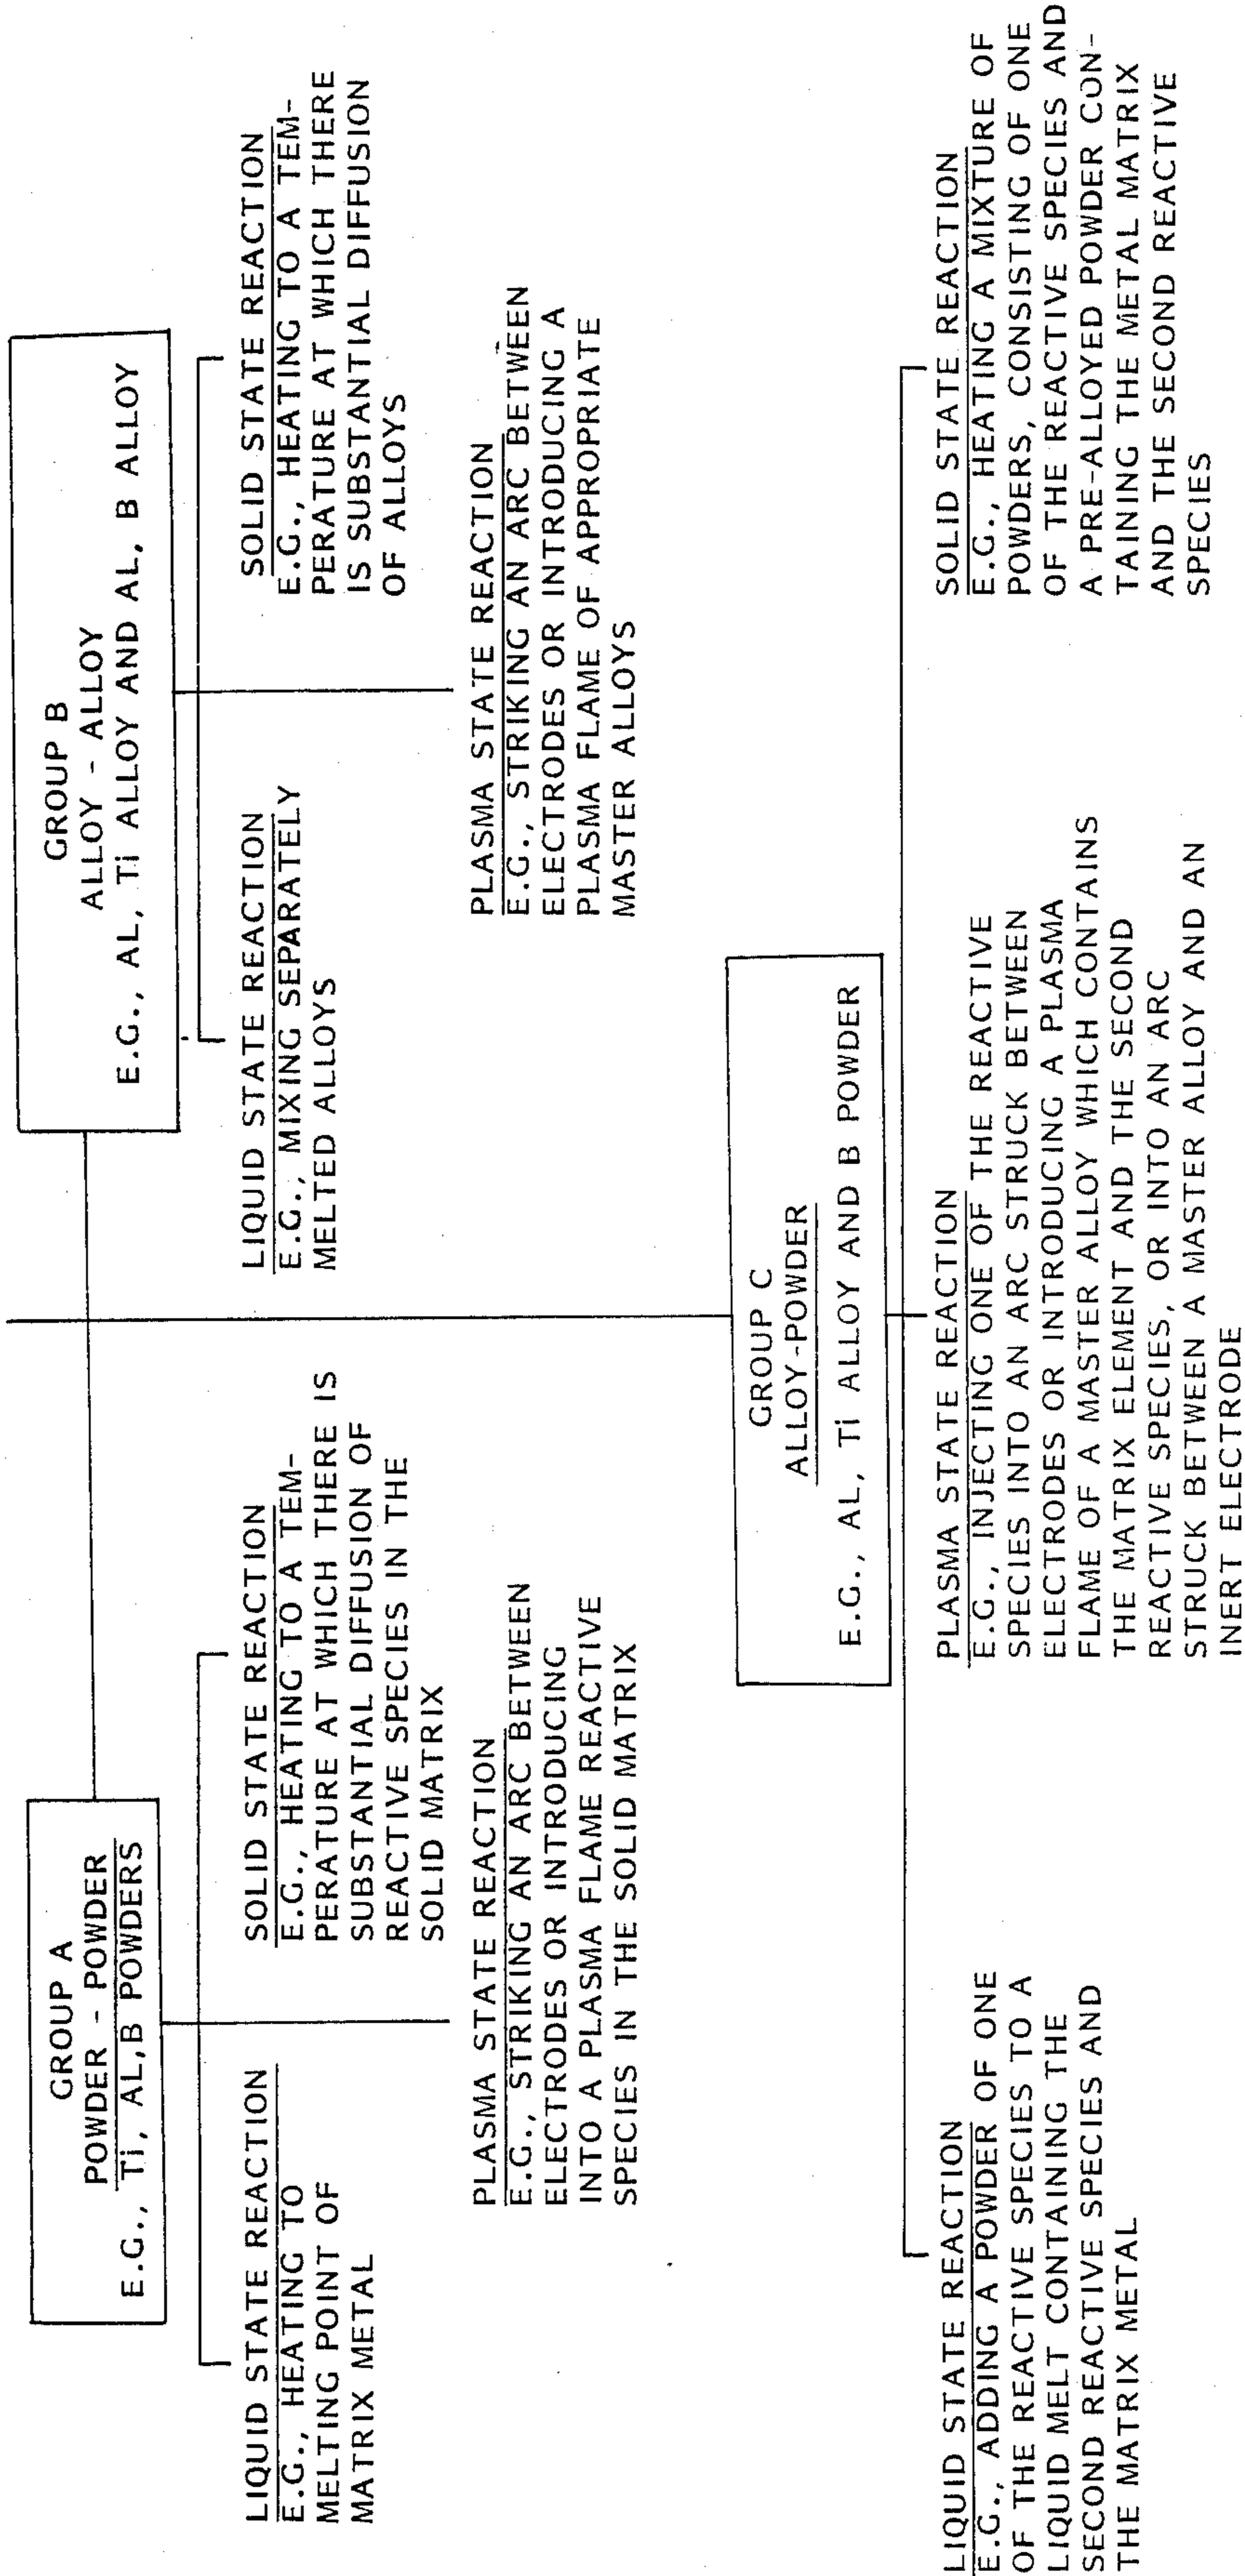 GROUP A
POWDER - POWDER
E.G., Ti, AL,B POWDERS
LIQUID STATE REACTION
E.G., HEATING TO
MELTING POINT OF
MATRIX METAL
SOLID STATE REACTION
E.G., HEATING TO A TEM-
PERATURE AT WHICH THERE IS
SUBSTANTIAL DIFFUSION OF
REACTIVE SPECIES IN THE
SOLID MATRIX
PLASMA STATE REACTION
E.G., STRIKING AN ARC BETWEEN
ELECTRODES OR INTRODUCING
INTO A PLASMA FLAME REACTIVE
SPECIES IN THE SOLID MATRIX
GROUP B
ALLOY - ALLOY
E.G., AL, Ti ALLOY AND AL, B ALLOY
LIQUID STATE REACTION
E.G., MIXING SEPARATELY
MELTED ALLOYS
SOLID STATE REACTION
E.G., HEATING TO A TEM-
PERATURE AT WHICH THERE
IS SUBSTANTIAL DIFFUSION
OF ALLOYS
PLASMA STATE REACTION
E.G., STRIKING AN ARC BETWEEN
ELECTRODES OR INTRODUCING A
PLASMA FLAME OF APPROPRIATE
MASTER ALLOYS
GROUP C
ALLOY-POWDER
E.G., AL, Ti ALLOY AND B POWDER
LIQUID STATE REACTION
E.G., ADDING A POWDER OF ONE
OF THE REACTIVE SPECIES TO A
LIQUID MELT CONTAINING THE
SECOND REACTIVE SPECIES AND
THE MATRIX METAL
PLASMA STATE REACTION
E.G., INJECTING ONE OF THE REACTIVE
SPECIES INTO AN ARC STRUCK BETWEEN
ELECTRODES OR INTRODUCING A PLASMA
FLAME OF A MASTER ALLOY WHICH CONTAINS
THE MATRIX ELEMENT AND THE SECOND
REACTIVE SPECIES, OR INTO AN ARC
STRUCK BETWEEN A MASTER ALLOY AND AN
INERT ELECTRODE
SOLID STATE REACTION
E.G., HEATING A MIXTURE OF
POWDERS, CONSISTING OF ONE
OF THE REACTIVE SPECIES AND
A PRE-ALLOYED POWDER CON-
TAINING THE METAL MATRIX
AND THE SECOND REACTIVE
SPECIES